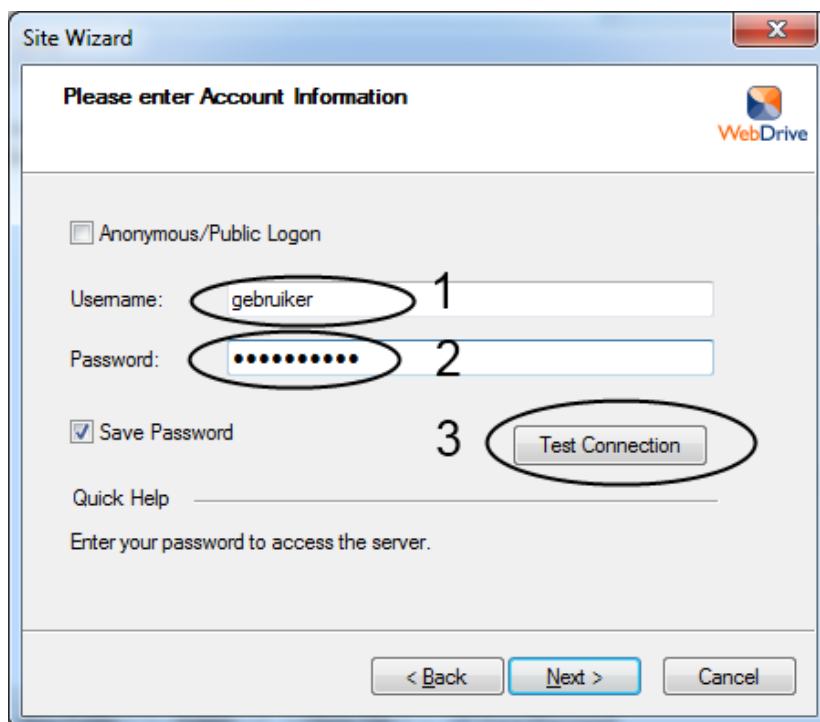 Site Wizard
Please enter Account Information
WebDrive
Anonymous/Public Logon
Username: gebruiker 1
Password: •••••••••• 2
Save Password 3 Test Connection
Quick Help
Enter your password to access the server.
< Back Next > Cancel